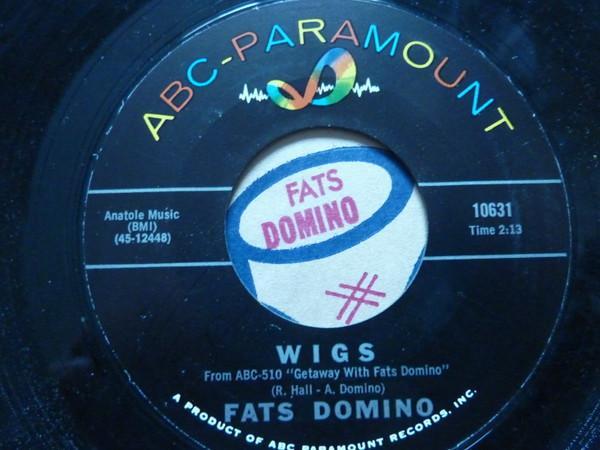 ABC-PARAMOUNT
Anatole Music
(BMI)
(45-12448)
FATS
DOMINO
10631
Time 2:13
WIGS
From ABC-510 "Getaway With Fats Domino"
(R. Hall - A. Domino)
FATS DOMINO
A PRODUCT OF ABC PARAMOUNT RECORDS, INC.